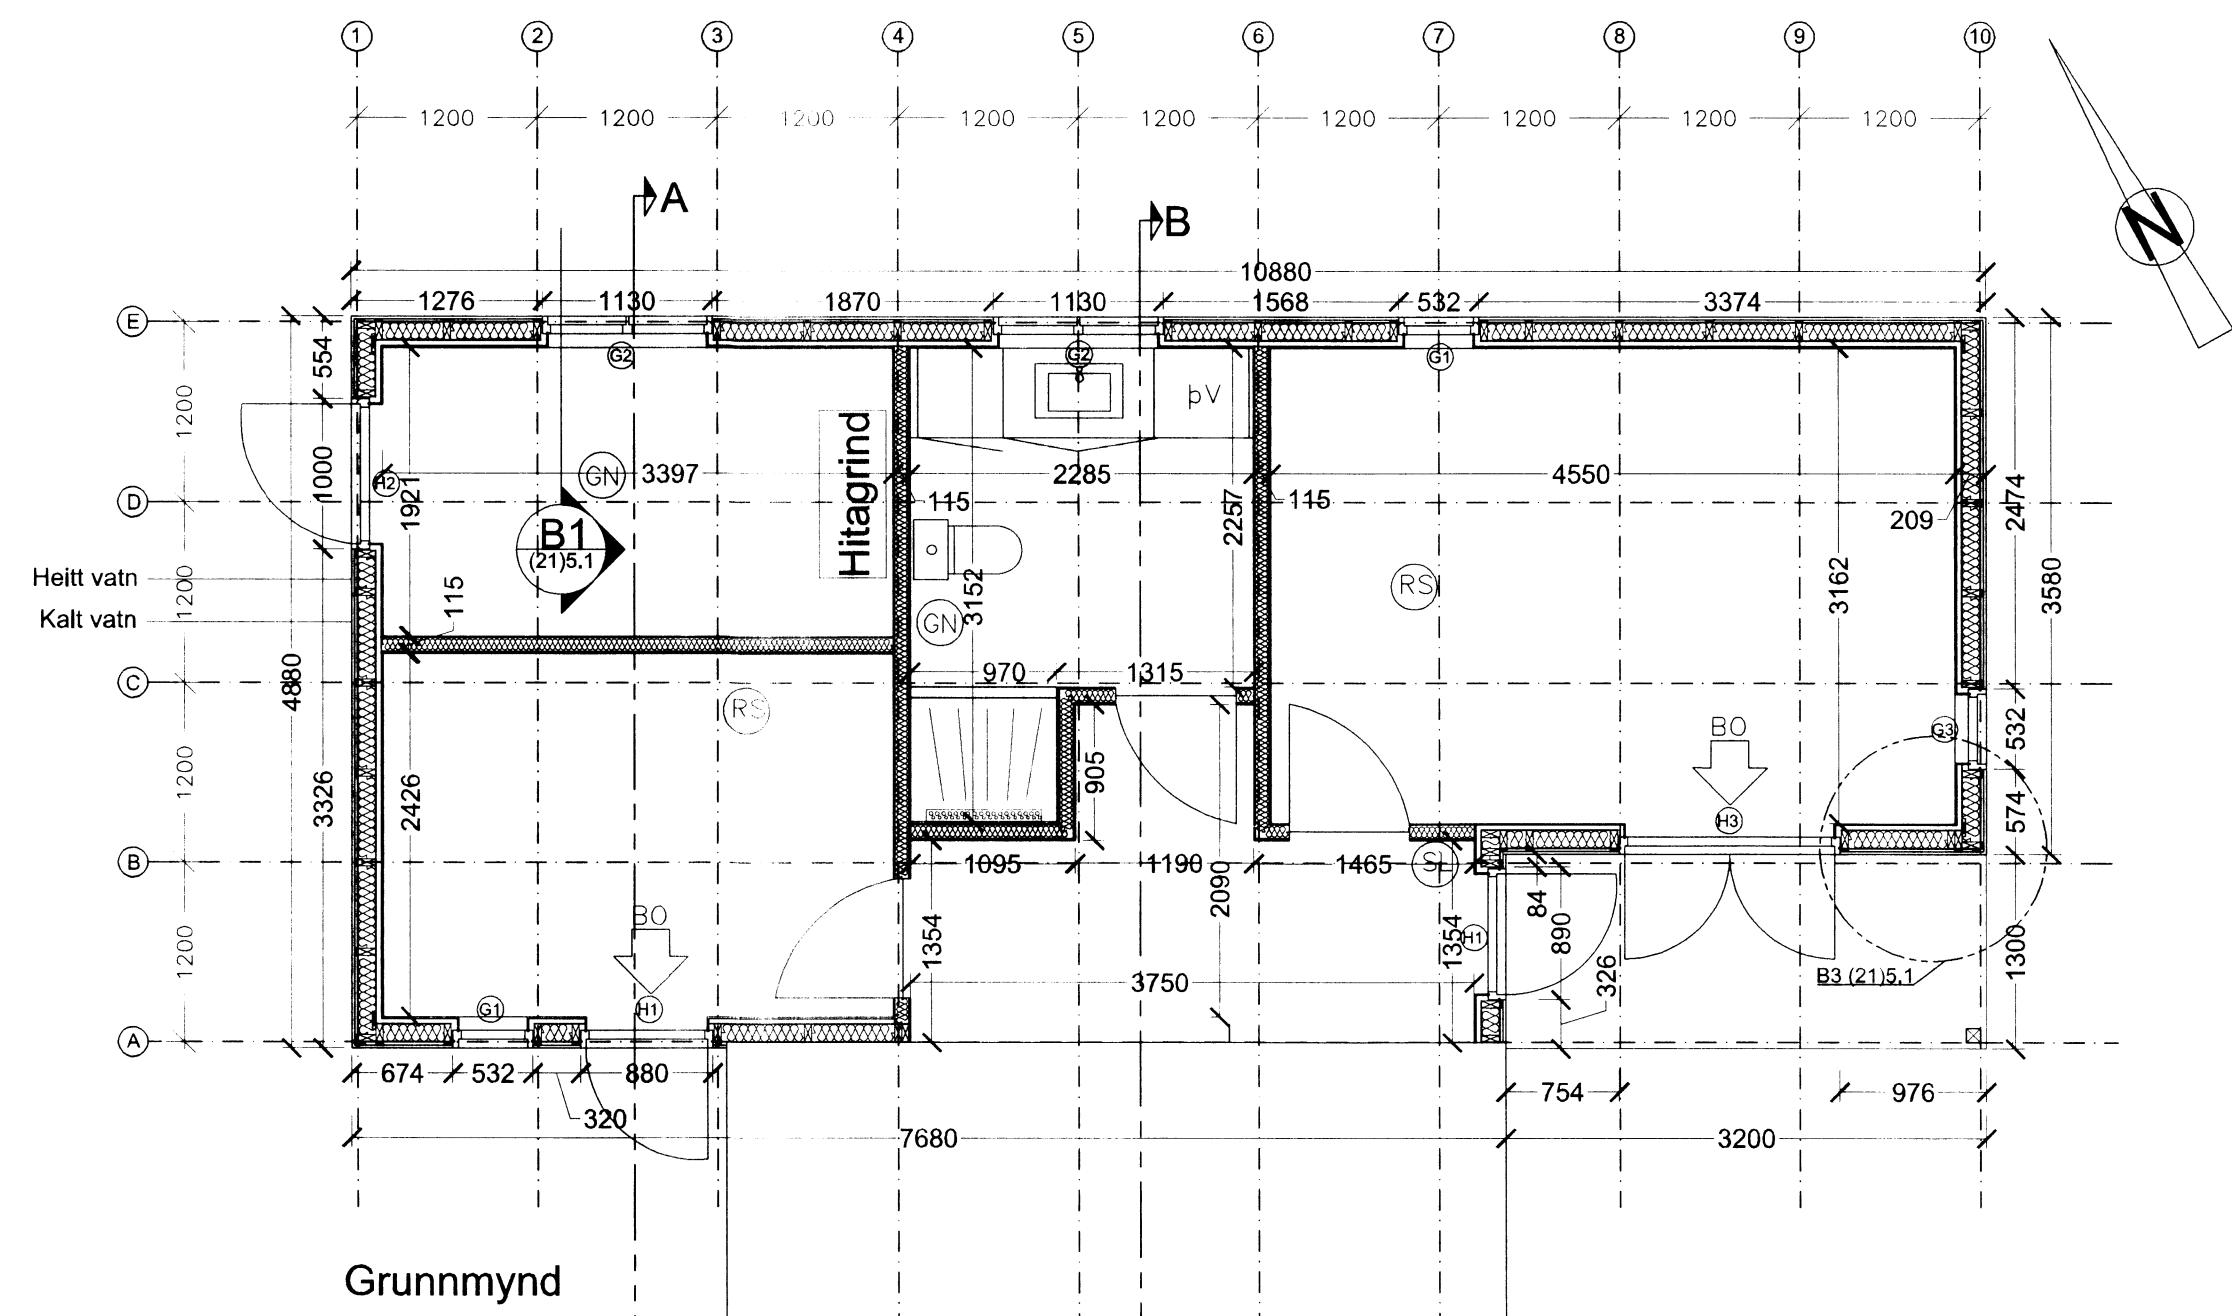 1 2 3 4 5 6 7 8 9 10
1200 1200 1200 1200 1200 1200 1200 1200 1200
A
B
N
10880
1276 1130 1870 1130 1568 532 3374
E
554
G2 G2 G1
1200
þV
1000
H2
GN 3397
1921
Hitagrind
2285
115
2257
115
4550
209
2474
D
B1
(21)5.1
Heitt vatn
Kalt vatn
1200
115
3152
GN
RS
3162
3580
4880
C
970 1315
RS
BO
G3
532
1200
3326
2426
905
H3
574
B
1095 1190 1465
SL
2090
84
890
BO
1200
1354
1354
H1
326
1300
B3 (21)5.1
3750
G1 H1
A
674 532 880
320
754
976
7680
3200
Grunnmynd